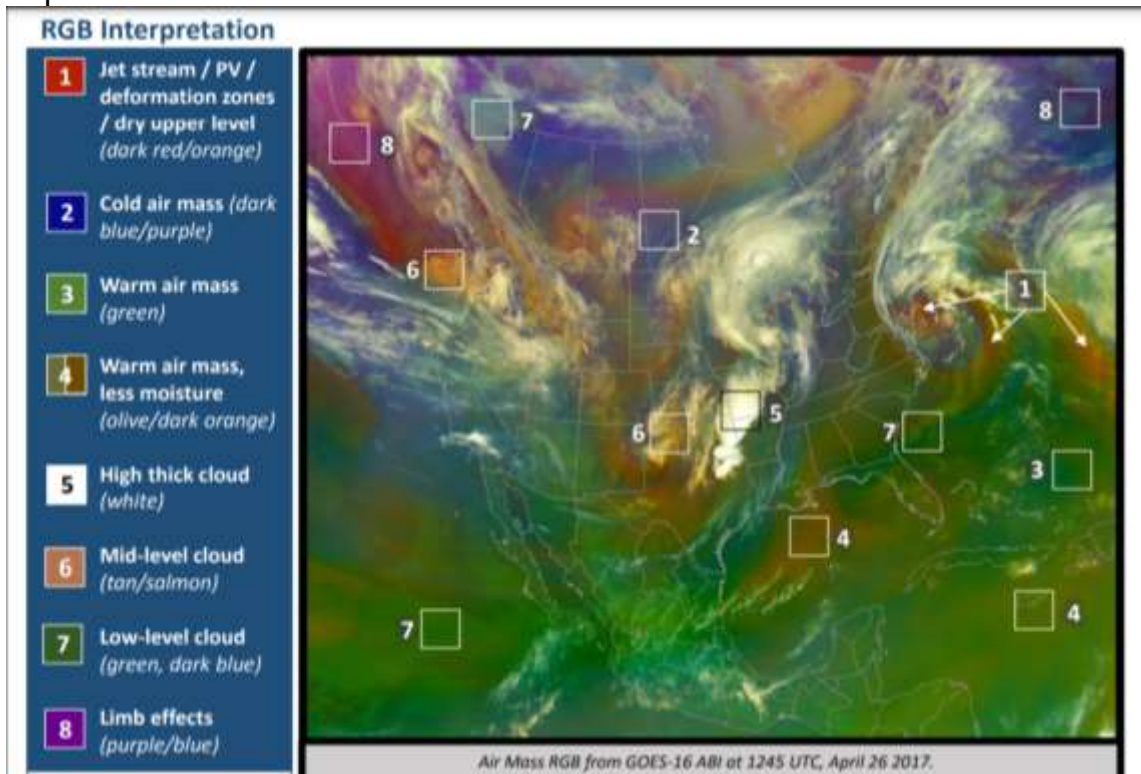 RGB Interpretation
1
Jet stream / PV /
deformation zones
/ dry upper level
(dark red/orange)
2
Cold air mass (dark
blue/purple)
3
Warm air mass
(green)
4
Warm air mass,
less moisture
(olive/dark orange)
5
High thick cloud
(white)
6
Mid-level cloud
(tan/salmon)
7
Low-level cloud
(green, dark blue)
8
Limb effects
(purple/blue)
8
7
8
2
6
1
5
6
7
3
4
4
7
Air Mass RGB from GOES-16 ABI at 1245 UTC, April 26 2017.